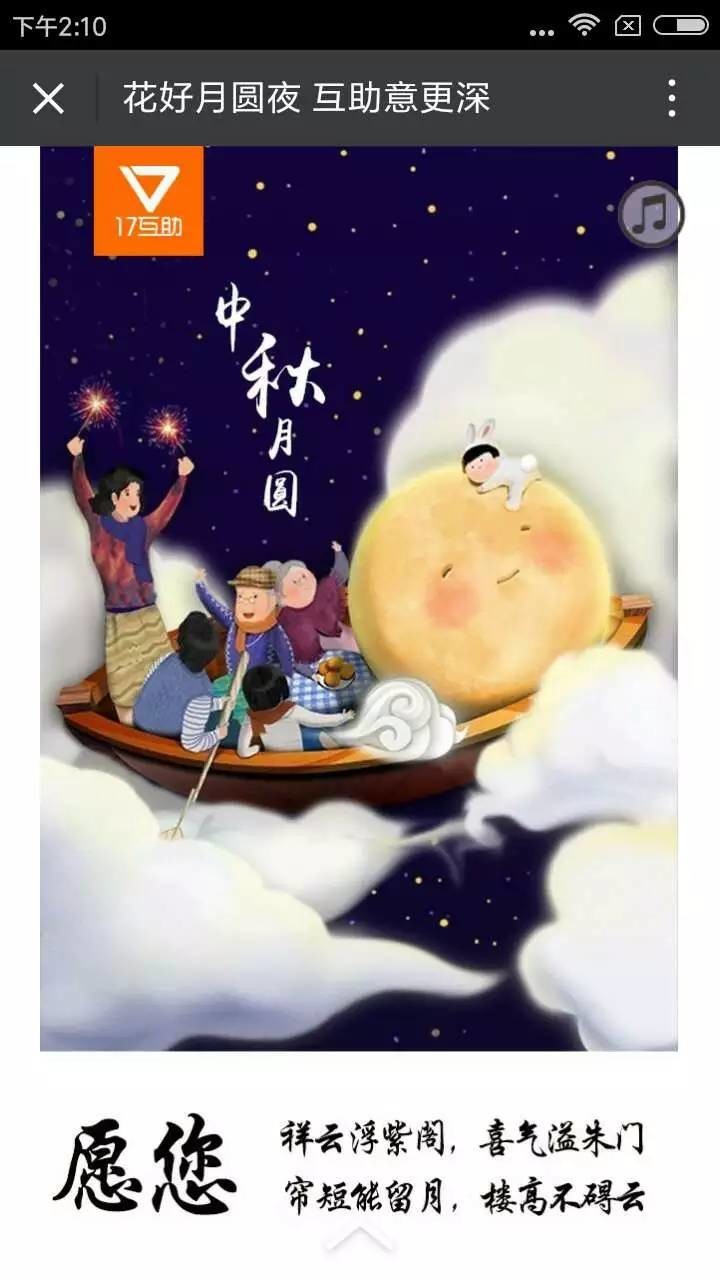 下午2:10
花好月圆夜 互助意更深
17互助
中秋月圆
愿您
祥云浮紫阁，喜气溢朱门
帘短能留月，楼高不碍云